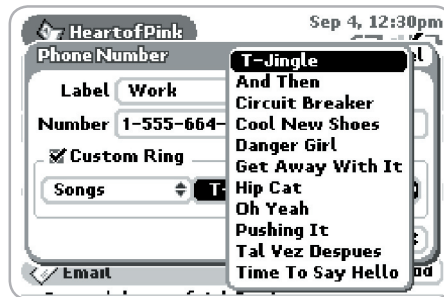 HeartofPink
Sep 4, 12:30pm
Phone Number
Label Work
Number 1-555-664-
Custom Ring
Songs
T-Jingle
And Then
Circuit Breaker
Cool New Shoes
Danger Girl
Get Away With It
Hip Cat
Oh Yeah
Pushing It
Tal Vez Despues
Time To Say Hello
Email